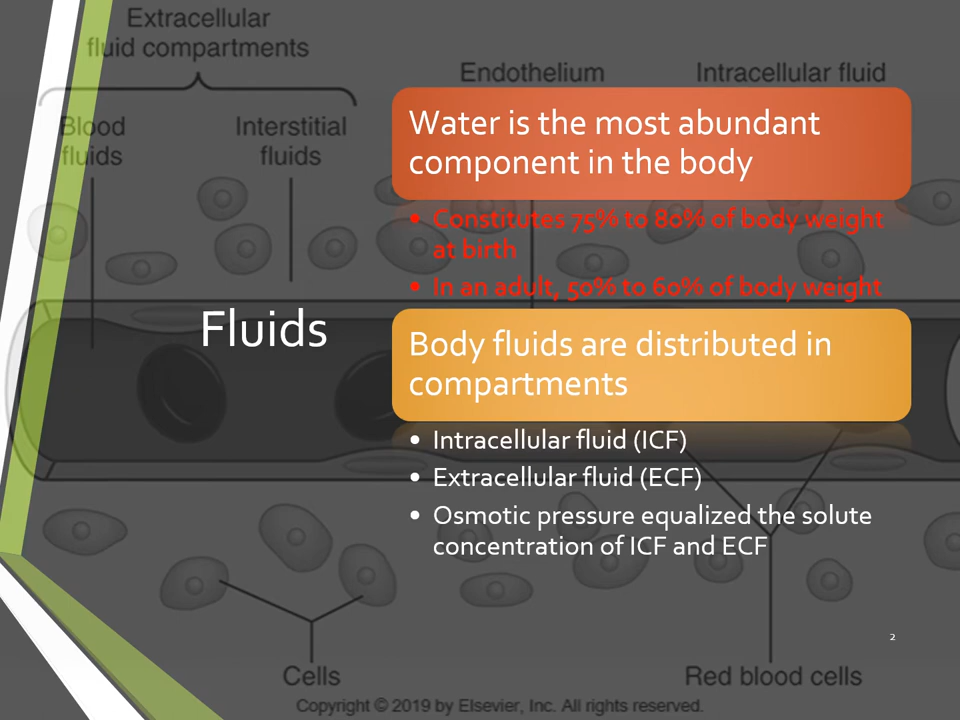 Extracellular
fluid compartments
Endothelium
Intracellular fluid
Blood
fluids
Interstitial
fluids
Fluids
Water is the most abundant
component in the body
• Constitutes 75% to 80% of body weight
at birth
• In an adult, 50% to 60% of body weight
Body fluids are distributed in
compartments
• Intracellular fluid (ICF)
• Extracellular fluid (ECF)
• Osmotic pressure equalized the solute
concentration of ICF and ECF
2
Cells
Red blood cells
Copyright © 2019 by Elsevier, Inc. All rights reserved.